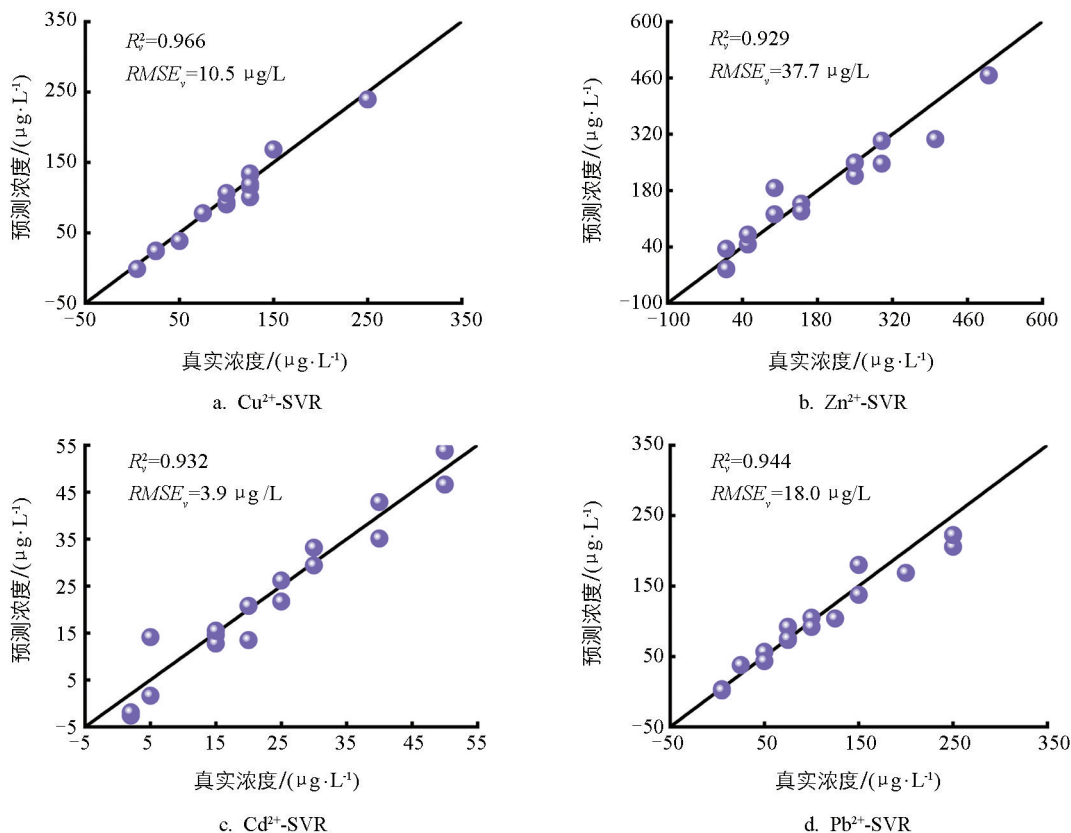 350
250
150
50
−50
−50
50
150
250
350
R²ᵥ=0.966
RMSEᵥ=10.5 μg/L
预测浓度/(μg·L⁻¹)
真实浓度/(μg·L⁻¹)
a. Cu²⁺-SVR
600
460
320
180
40
−100
−100
40
180
320
460
600
R²ᵥ=0.929
RMSEᵥ=37.7 μg/L
预测浓度/(μg·L⁻¹)
真实浓度/(μg·L⁻¹)
b. Zn²⁺-SVR
55
45
35
25
15
5
−5
−5
5
15
25
35
45
55
R²ᵥ=0.932
RMSEᵥ=3.9 μg/L
预测浓度/(μg·L⁻¹)
真实浓度/(μg·L⁻¹)
c. Cd²⁺-SVR
350
250
150
50
−50
−50
50
150
250
350
R²ᵥ=0.944
RMSEᵥ=18.0 μg/L
预测浓度/(μg·L⁻¹)
真实浓度/(μg·L⁻¹)
d. Pb²⁺-SVR